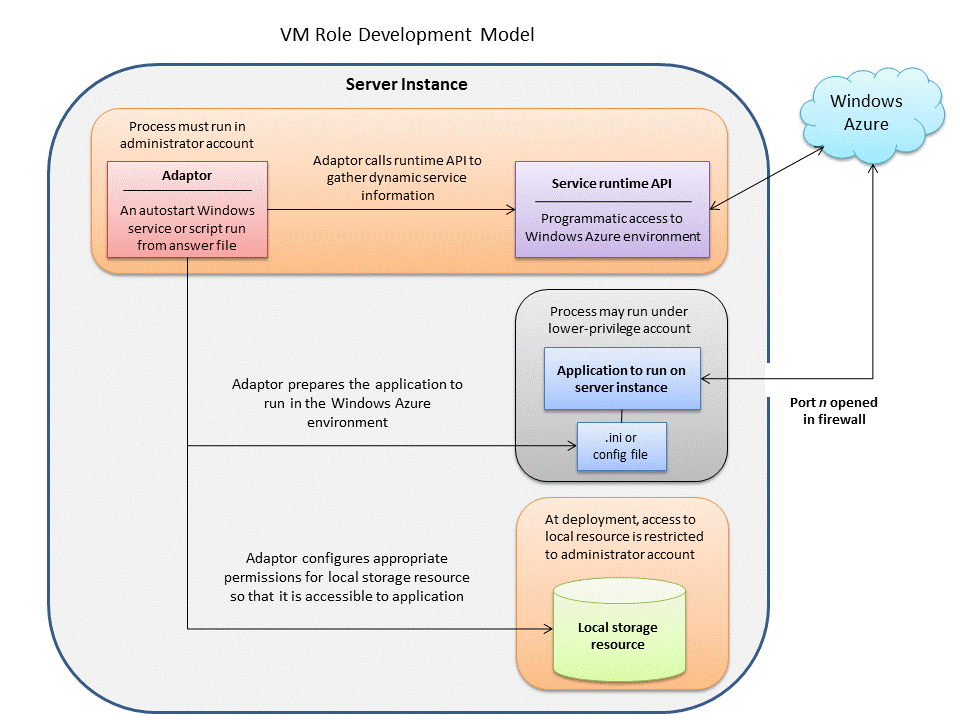 VM Role Development Model
Server Instance
Process must run in
administrator account
Adaptor
An autostart Windows
service or script run
from answer file
Adaptor calls runtime API to
gather dynamic service
information
Service runtime API
Programmatic access to
Windows Azure environment
Windows
Azure
Process may run under
lower-privilege account
Application to run on
server instance
.ini or
config file
Port n opened
in firewall
Adaptor prepares the application to
run in the Windows Azure
environment
At deployment, access to
local resource is restricted
to administrator account
Local storage
resource
Adaptor configures appropriate
permissions for local storage resource
so that it is accessible to application